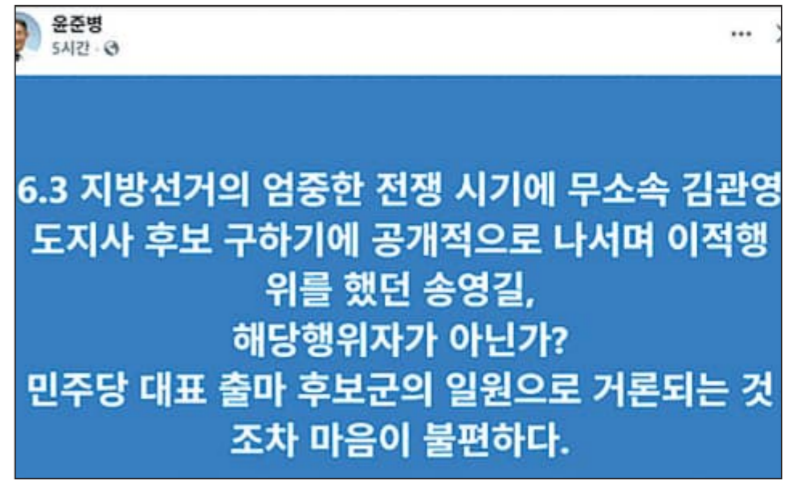 윤준병
5시간 ·
6.3 지방선거의 엄중한 전쟁 시기에 무소속 김관영
도지사 후보 구하기에 공개적으로 나서며 이적행
위를 했던 송영길,
해당행위자가 아닌가?
민주당 대표 출마 후보군의 일원으로 거론되는 것
조차 마음이 불편하다.